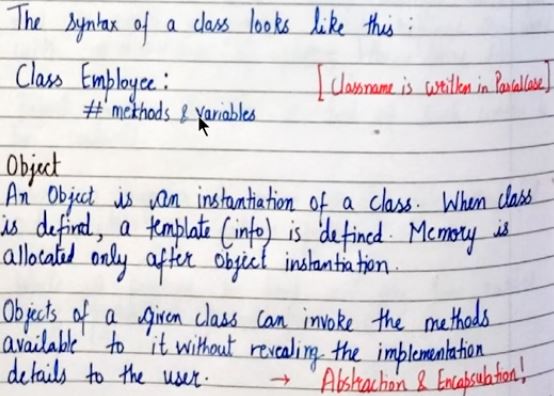 The syntax of a class looks like this :
Class Employee :
[Classname is written in PascalCase]
# methods & variables
Object
An Object is an instantiation of a class. When class
is defined, a template (info) is defined. Memory is
allocated only after object instantiation.
Objects of a given class can invoke the methods
available to it without revealing the implementation
details to the user. → Abstraction & Encapsulation!